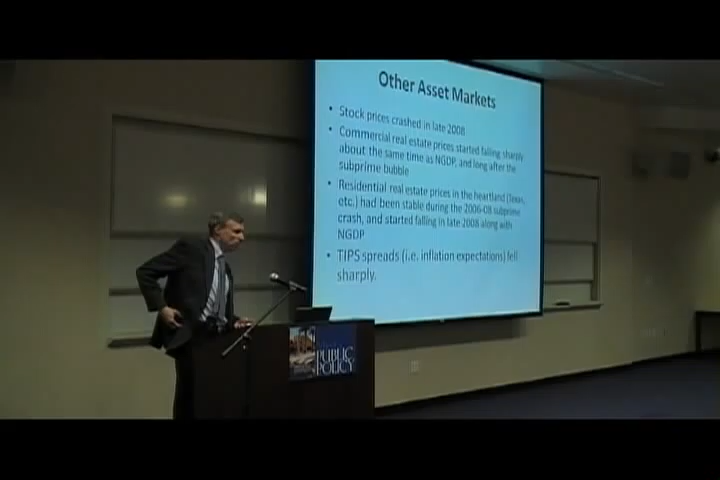 Other Asset Markets
• Stock prices crashed in late 2008
• Commercial real estate prices started falling sharply
about the same time as NGDP, and long after the
subprime bubble
• Residential real estate prices in the heartland (Texas,
etc.) had been stable during the 2006-08 subprime
crash, and started falling in late 2008 along with
NGDP
• TIPS spreads (i.e. inflation expectations) fell
sharply.
PUBLIC
POLICY